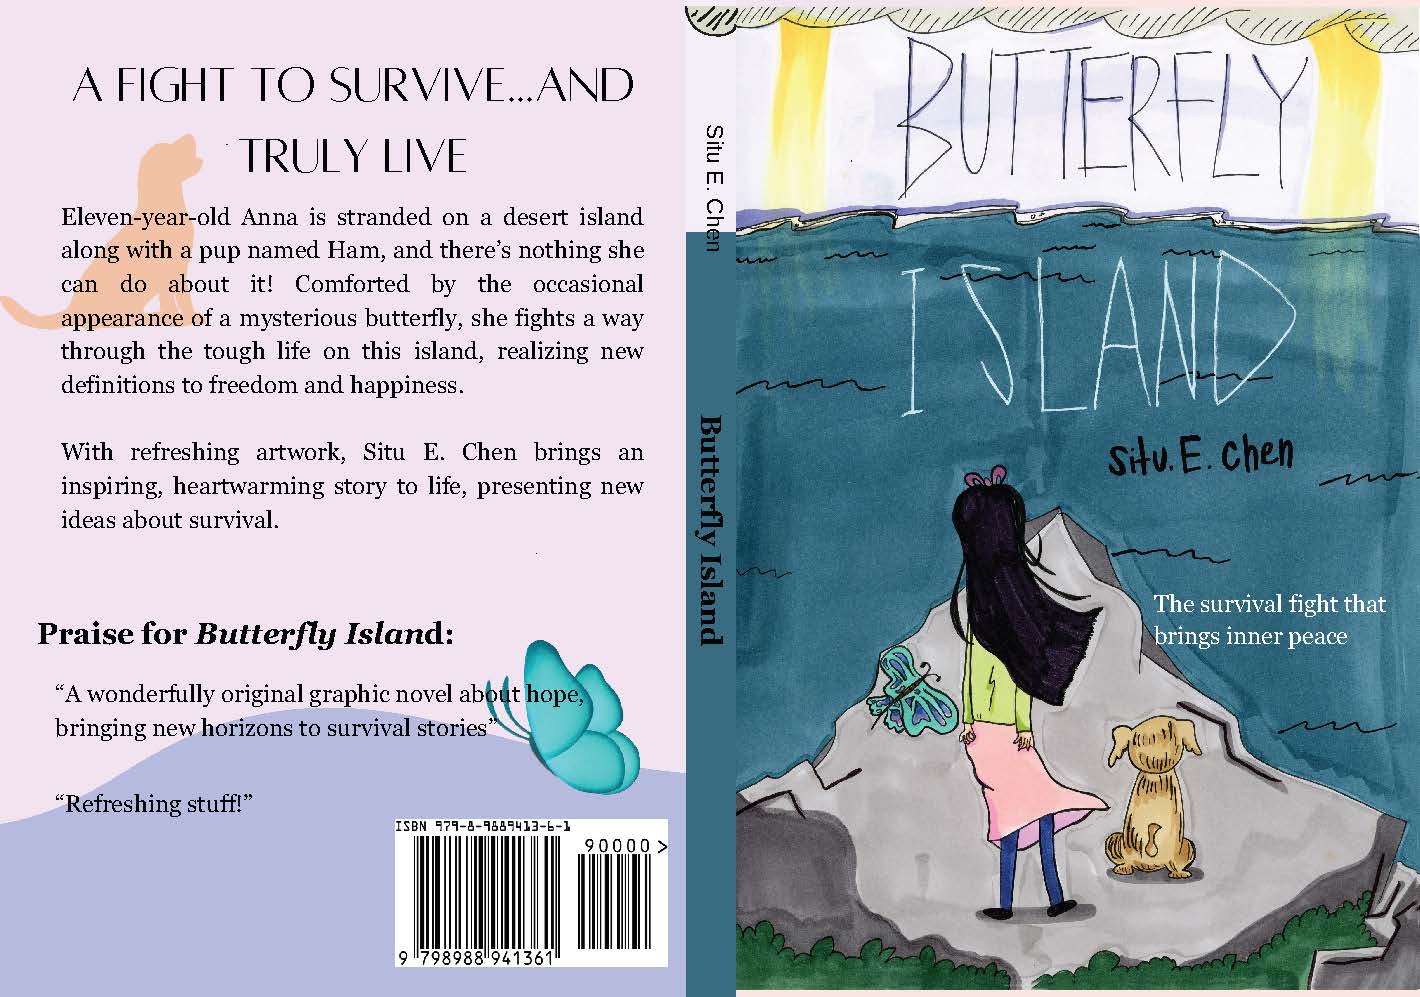 A FIGHT TO SURVIVE...AND
TRULY LIVE
Eleven-year-old Anna is stranded on a desert island
along with a pup named Ham, and there's nothing she
can do about it! Comforted by the occasional
appearance of a mysterious butterfly, she fights a way
through the tough life on this island, realizing new
definitions to freedom and happiness.
With refreshing artwork, Situ E. Chen brings an
inspiring, heartwarming story to life, presenting new
ideas about survival.
Praise for Butterfly Island:
“A wonderfully original graphic novel about hope,
bringing new horizons to survival stories”
“Refreshing stuff!”
ISBN 979-8-9889413-6-1
90000 >
9 798988 941361
Situ E. Chen
Butterfly Island
BUTTERFLY
ISLAND
Situ. E. Chen
The survival fight that
brings inner peace